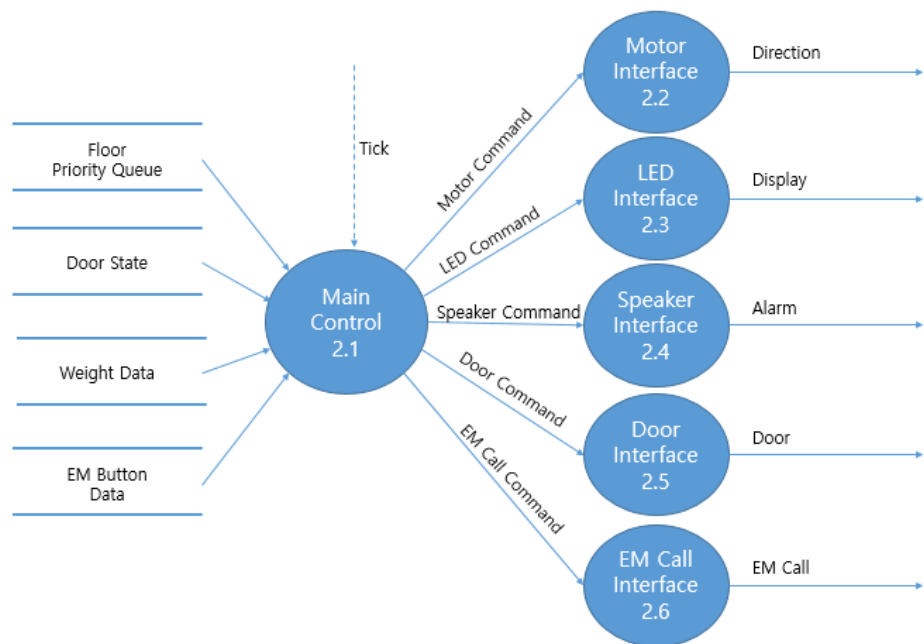 Floor
Priority Queue
Door State
Weight Data
EM Button
Data
Tick
Main
Control
2.1
Motor Command
LED Command
Speaker Command
Door Command
EM Call Command
Motor
Interface
2.2
Direction
LED
Interface
2.3
Display
Speaker
Interface
2.4
Alarm
Door
Interface
2.5
Door
EM Call
Interface
2.6
EM Call